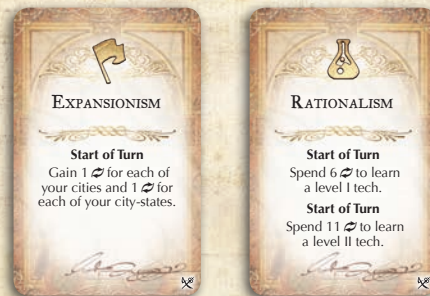 EXPANSIONISM
Start of Turn
Gain 1 for each of
your cities and 1 for
each of your city-states.
RATIONALISM
Start of Turn
Spend 6 to learn
a level I tech.
Start of Turn
Spend 11 to learn
a level II tech.